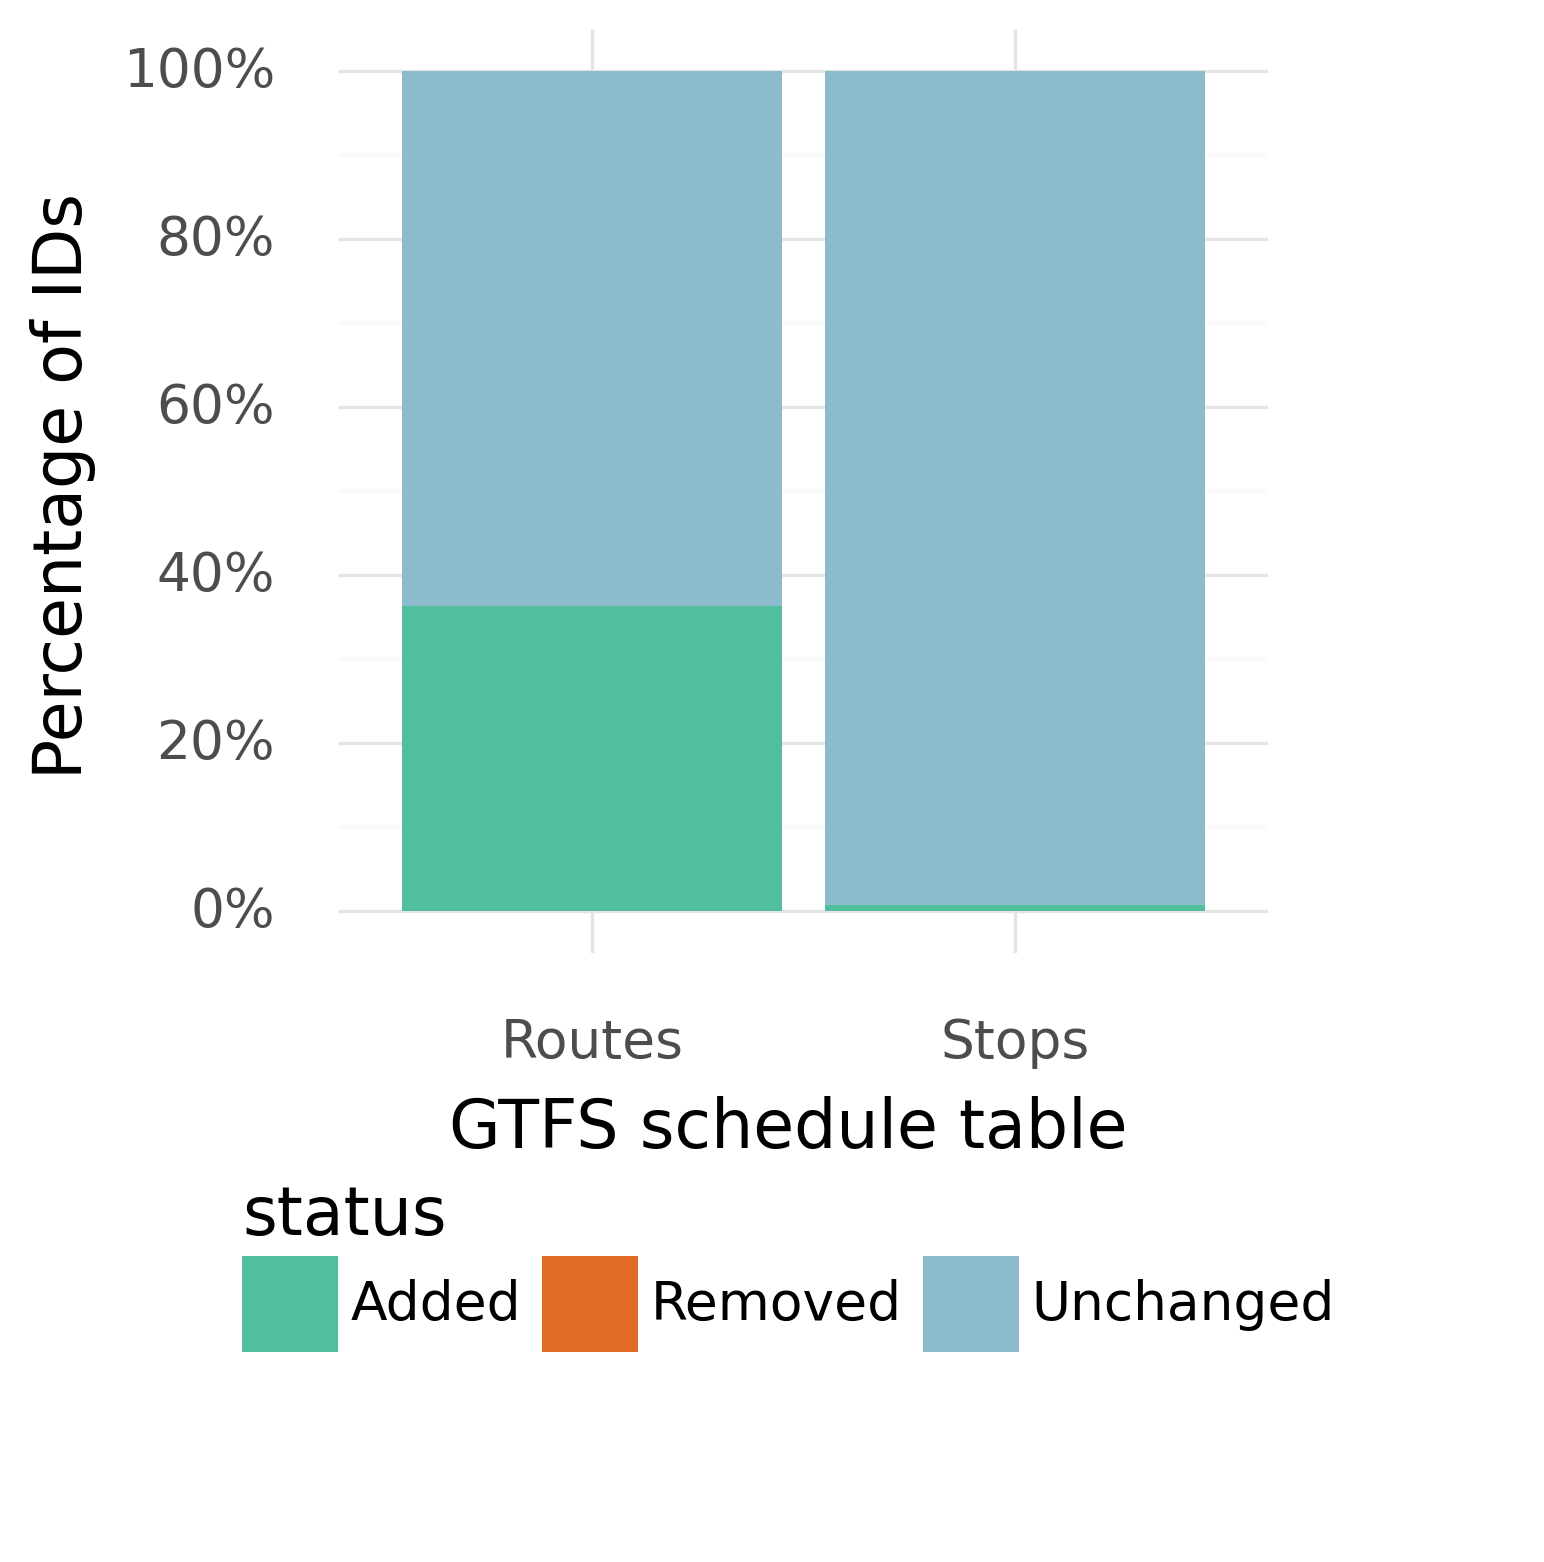 Percentage of IDs
100%
80%
60%
40%
20%
0%
Routes Stops
GTFS schedule table
status
Added Removed Unchanged